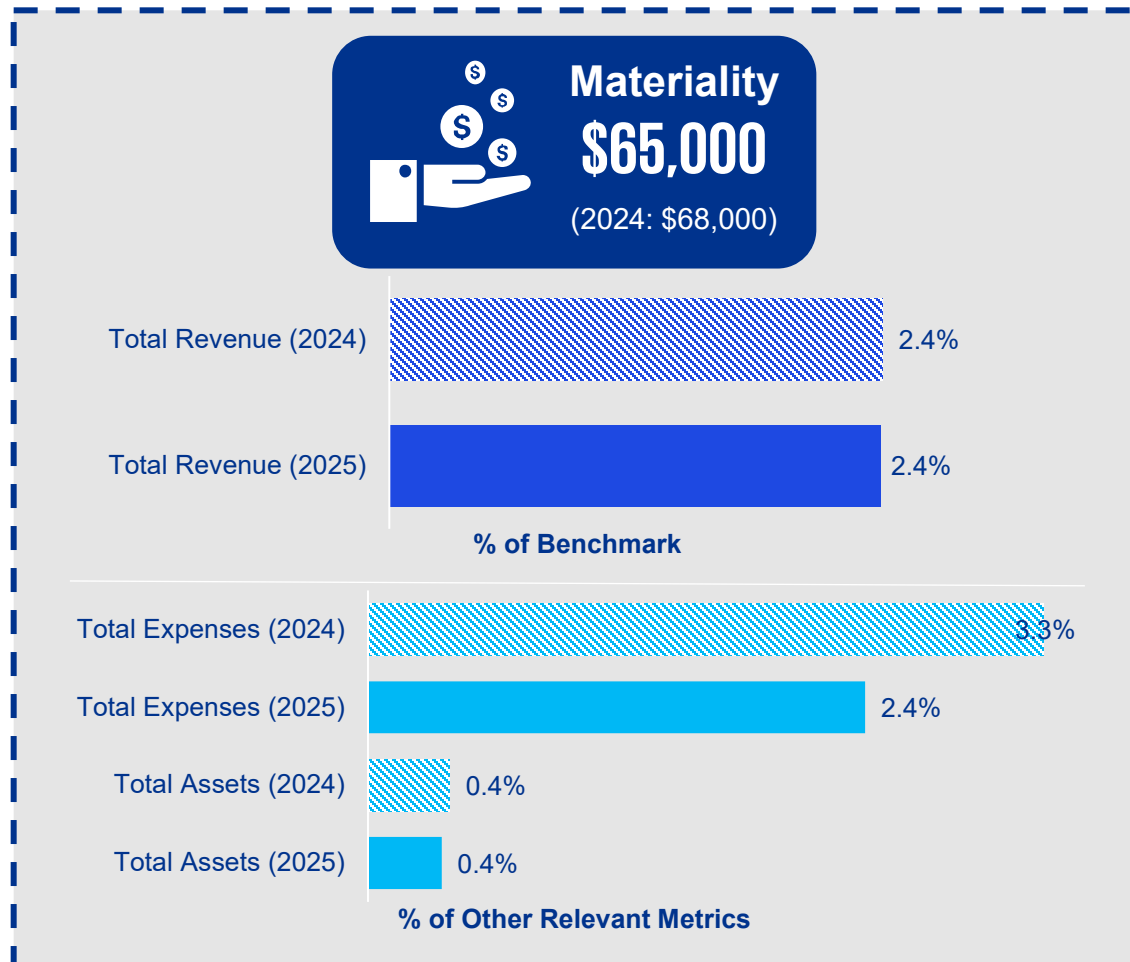 $
$
$
$
Materiality
$65,000
(2024: $68,000)
Total Revenue (2024)
2.4%
Total Revenue (2025)
2.4%
% of Benchmark
Total Expenses (2024)
3.3%
Total Expenses (2025)
2.4%
Total Assets (2024)
0.4%
Total Assets (2025)
0.4%
% of Other Relevant Metrics